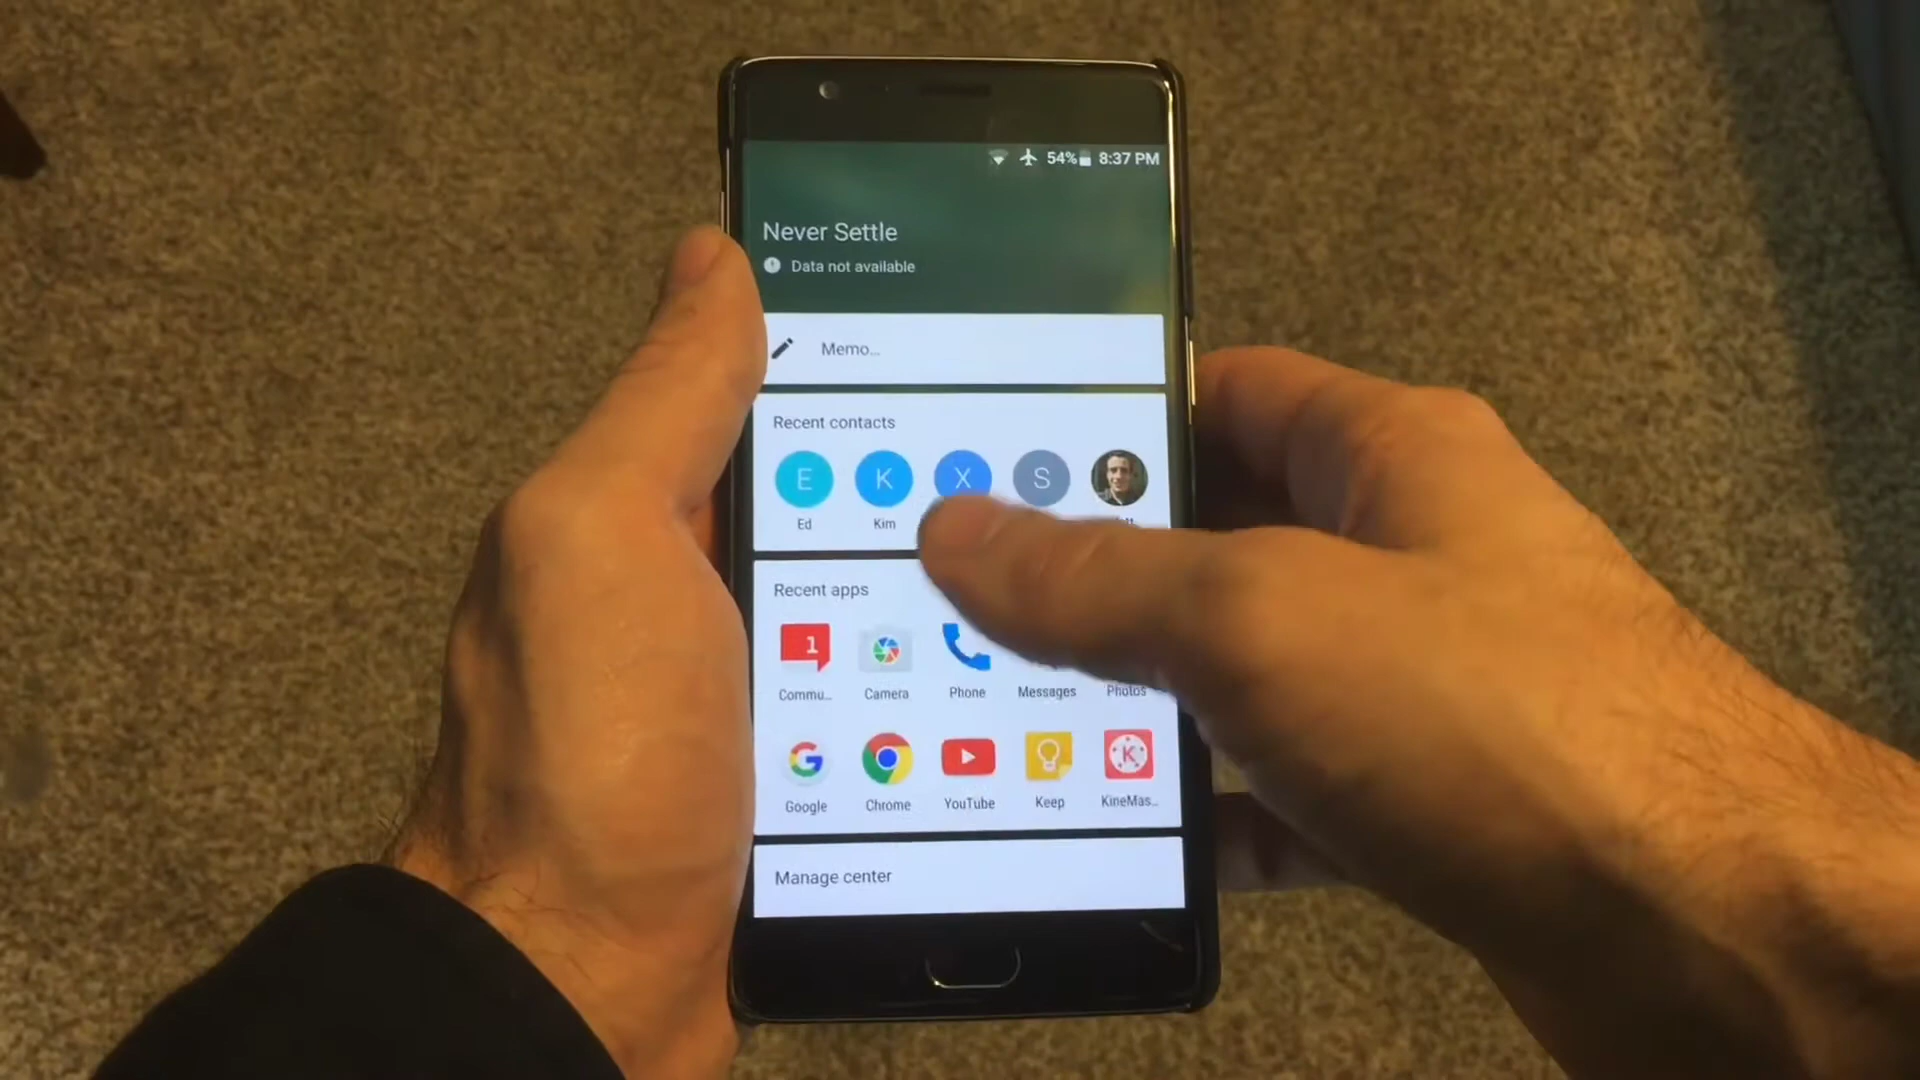 54% 8:37 PM
Never Settle
Data not available
Memo...
Recent contacts
E K X S
Ed Kim
Recent apps
1
Commu... Camera Phone Messages Photos
G
K
Google Chrome YouTube Keep KineMas...
Manage center